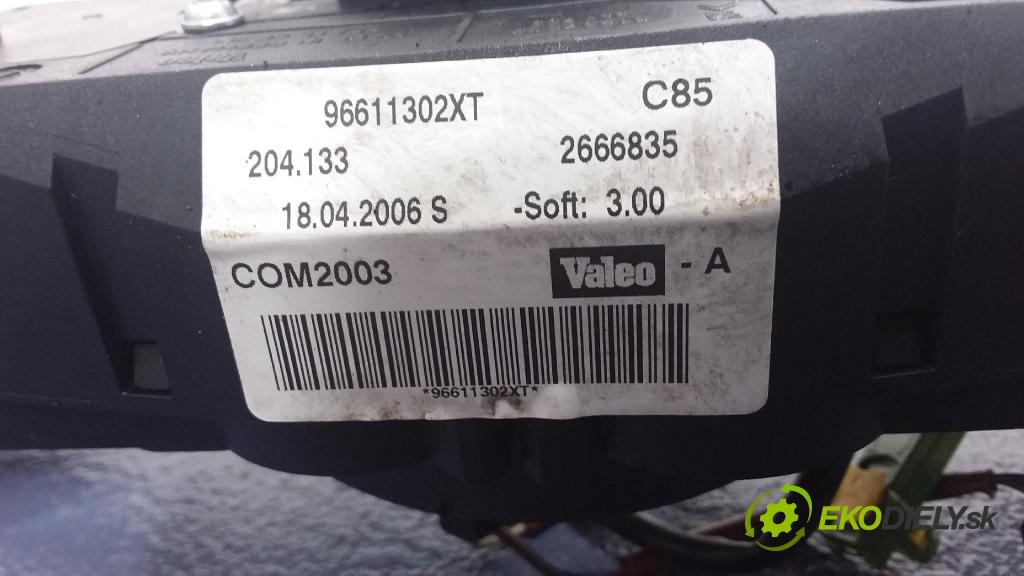 96611302XT C85
204.133 2666835
18.04.2006 S -Soft: 3.00
COM2003 Valeo - A
*96611302XT*
EKODIELY.sk